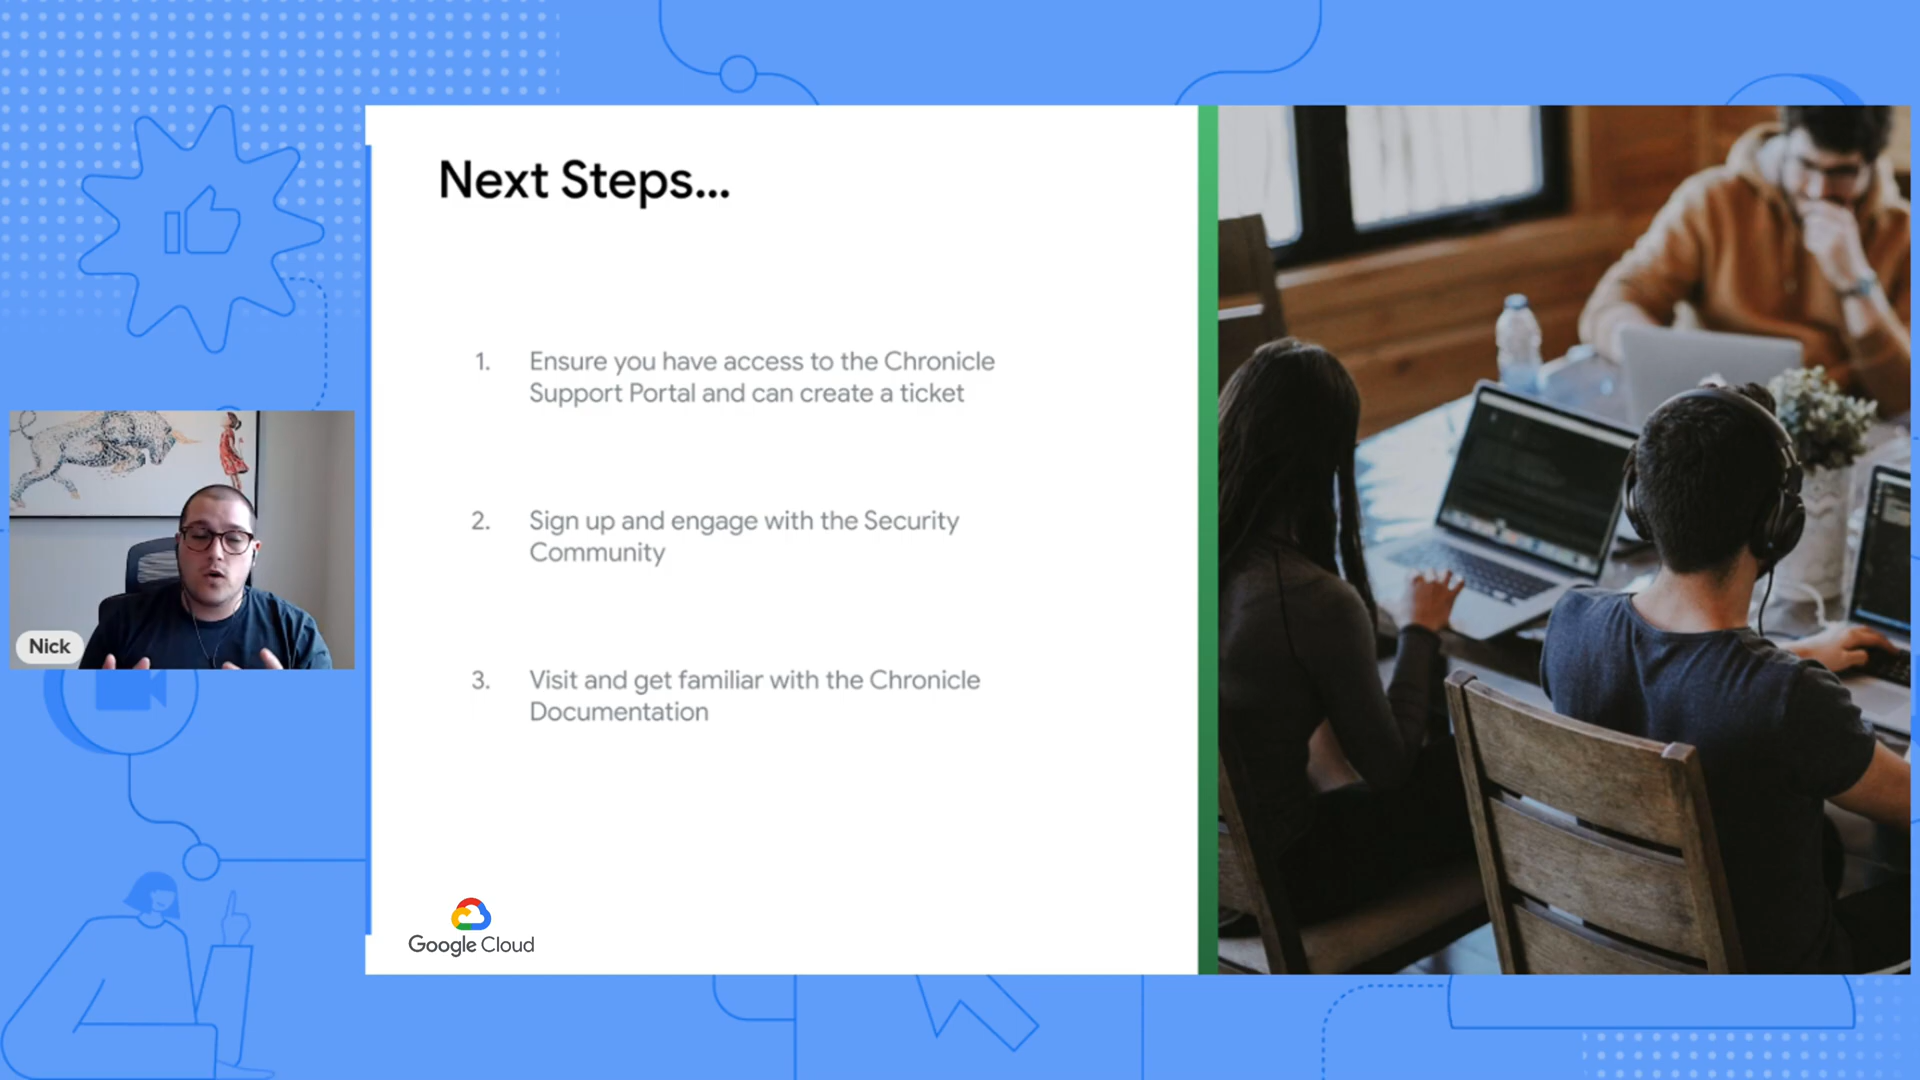 Next Steps...
1. Ensure you have access to the Chronicle
Support Portal and can create a ticket
2. Sign up and engage with the Security
Community
3. Visit and get familiar with the Chronicle
Documentation
Nick
Google Cloud